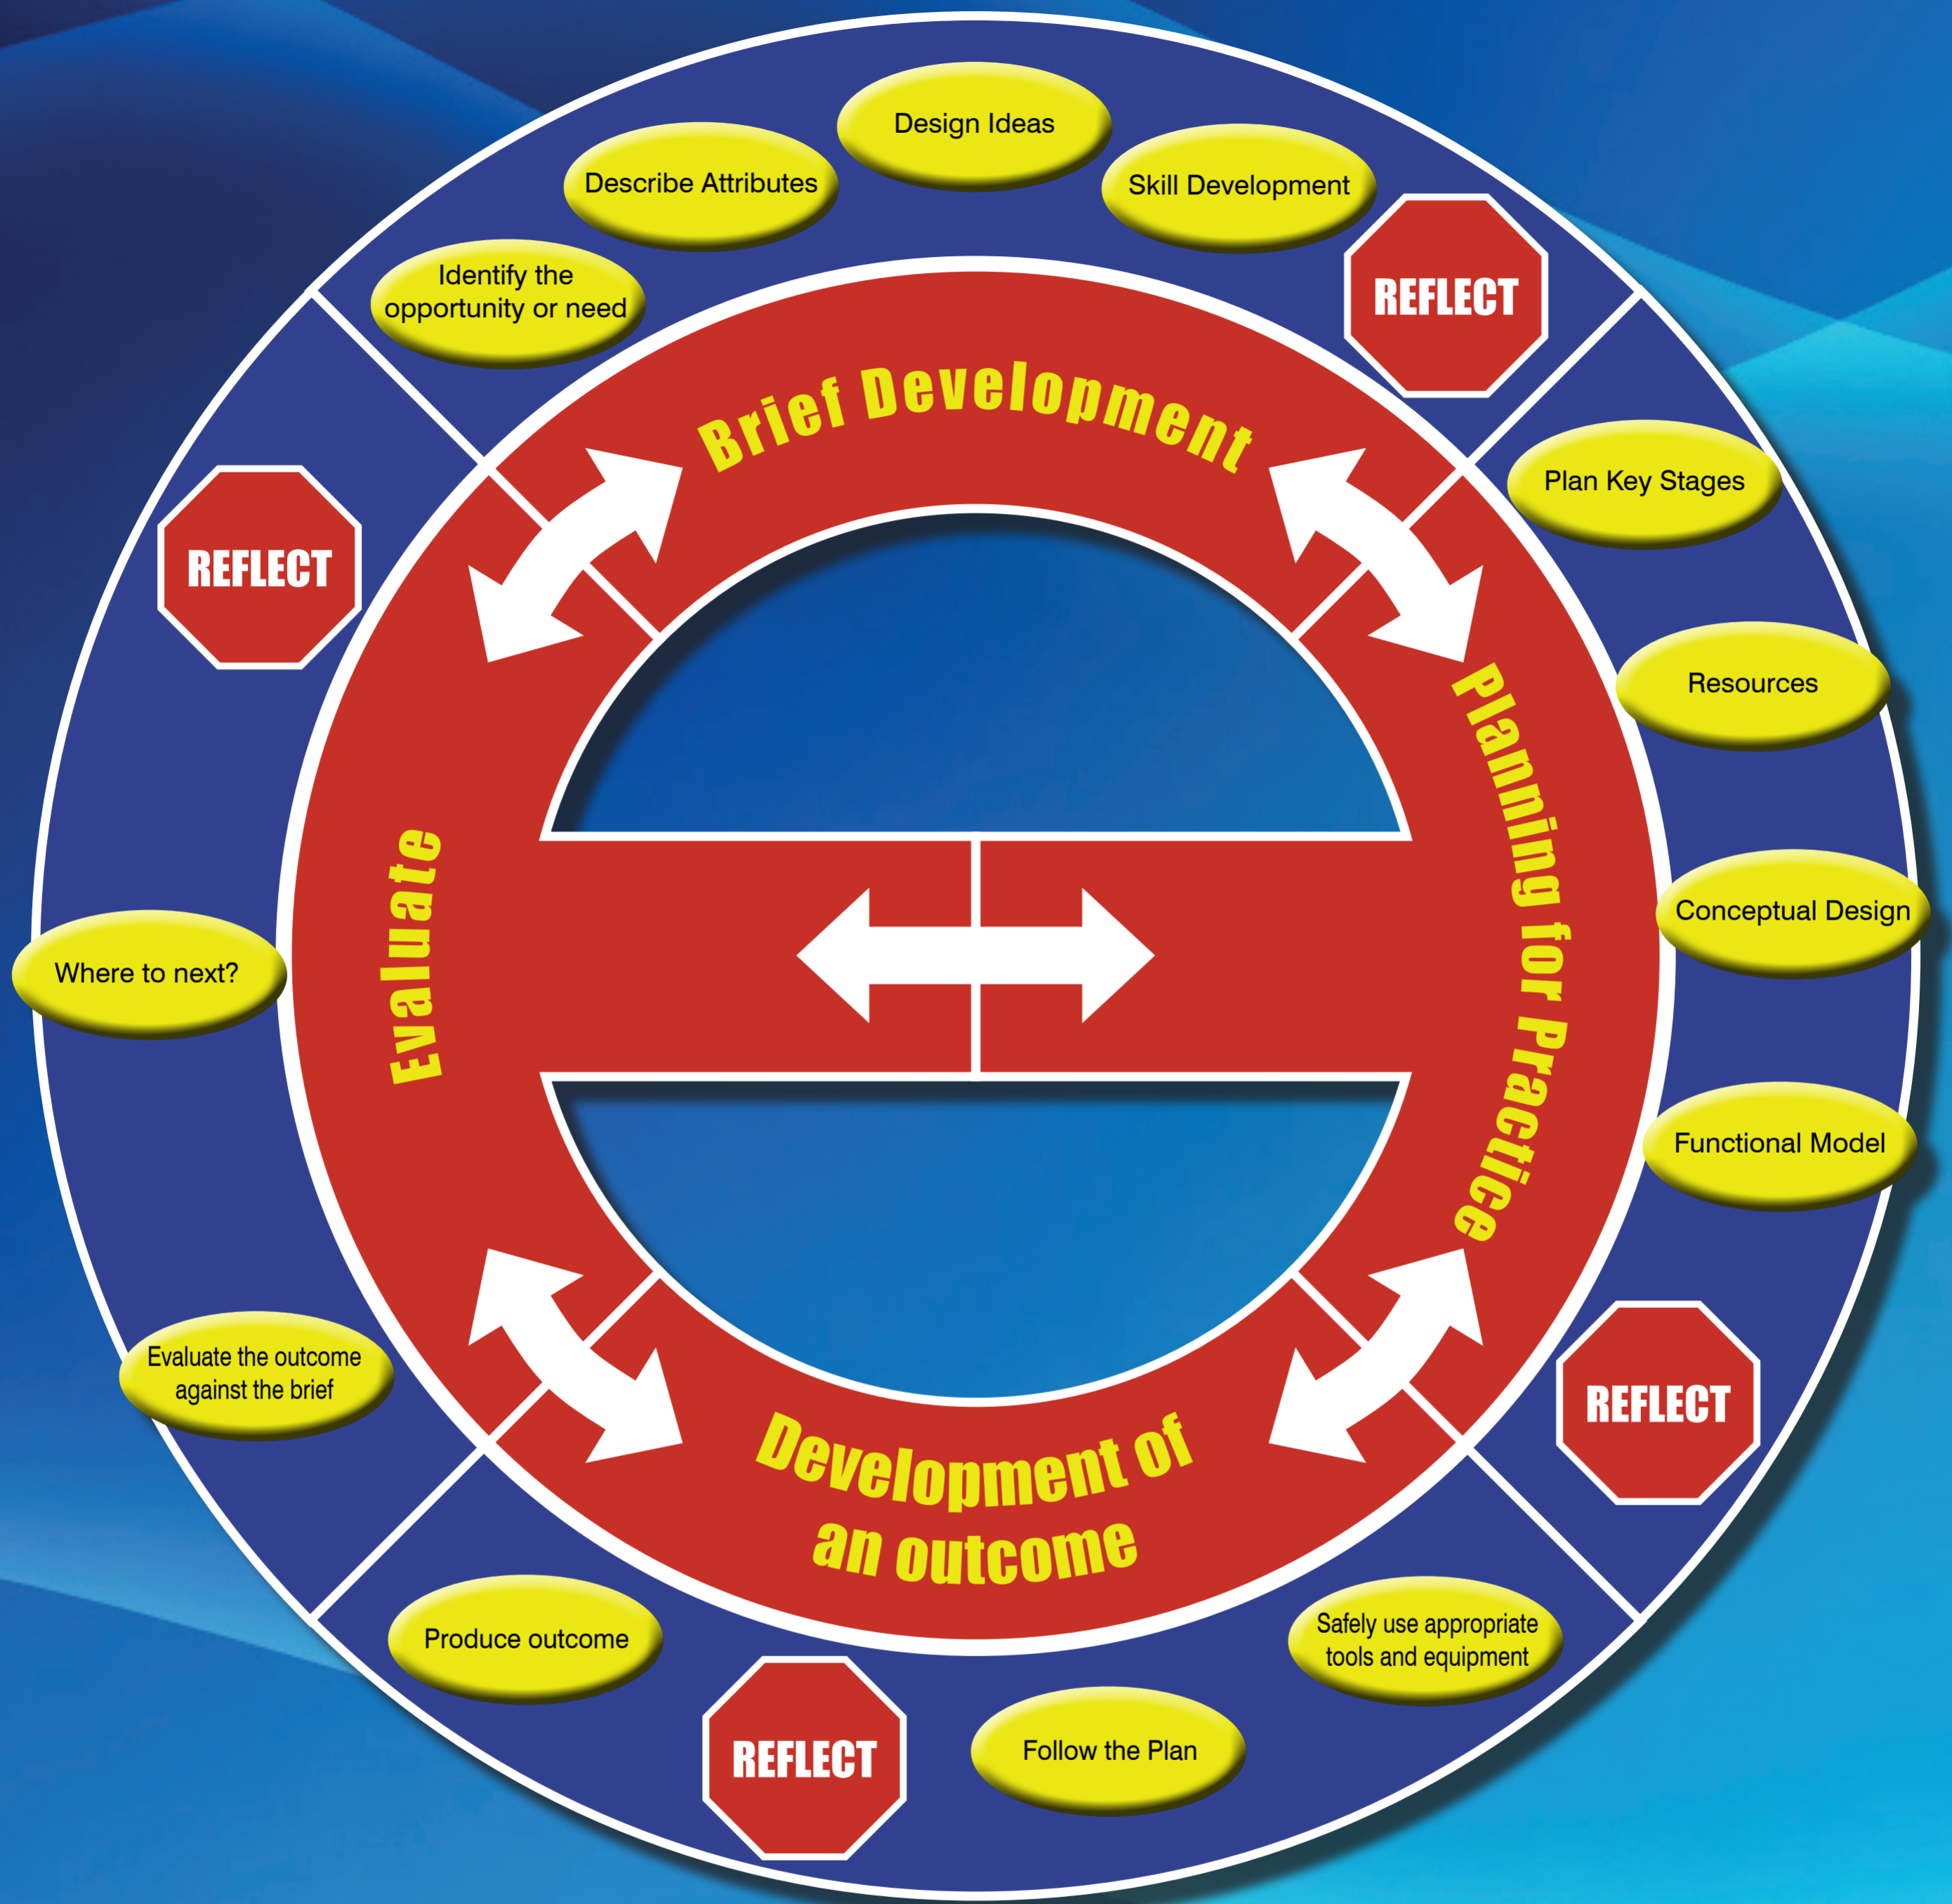 Design Ideas
Describe Attributes
Skill Development
Identify the
opportunity or need
REFLECT
Brief Development
Plan Key Stages
REFLECT
Resources
Planning for Practice
Evaluate
Conceptual Design
Where to next?
Functional Model
Evaluate the outcome
against the brief
REFLECT
Development of
an outcome
Produce outcome
Safely use appropriate
tools and equipment
REFLECT
Follow the Plan